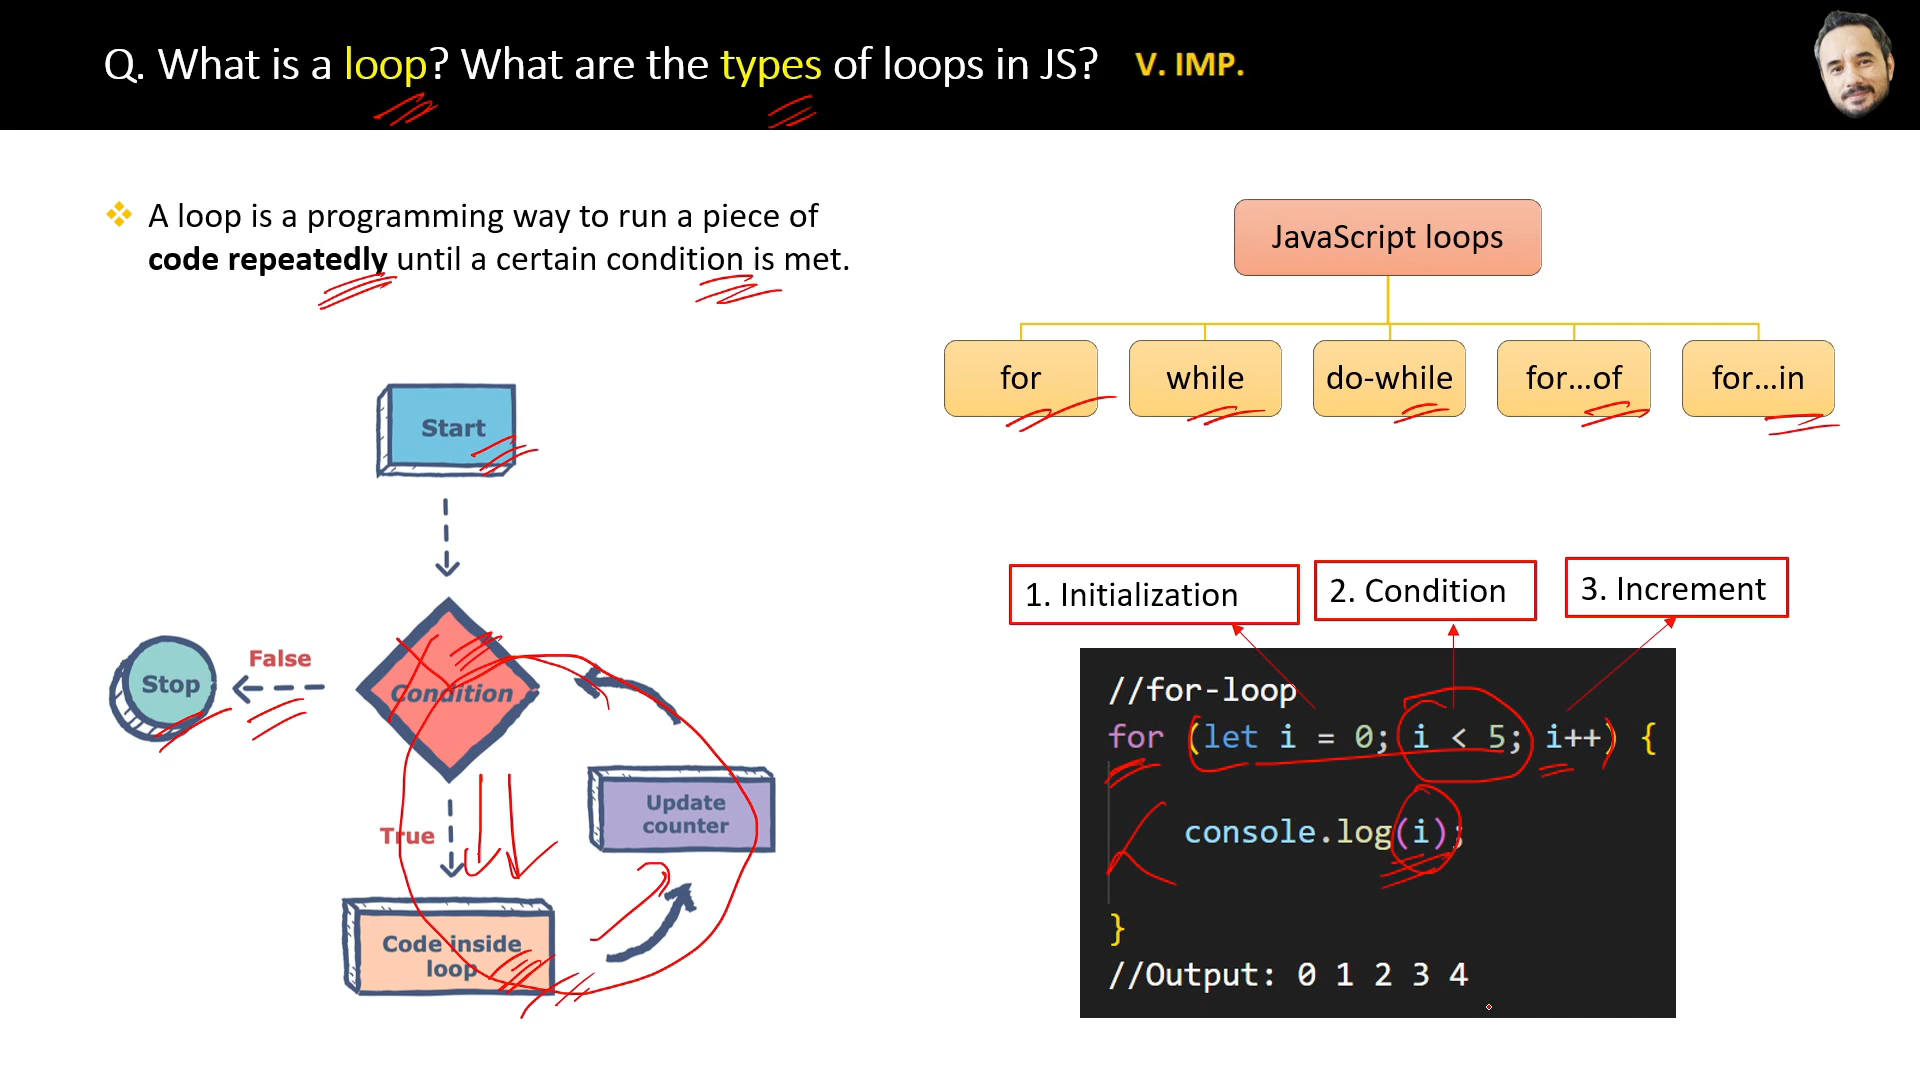 Q. What is a loop? What are the types of loops in JS? V. IMP.
A loop is a programming way to run a piece of
code repeatedly until a certain condition is met.
JavaScript loops
for
while
do-while
for...of
for...in
Start
Condition
False
Stop
True
Update
counter
Code inside
loop
1. Initialization
2. Condition
3. Increment
//for-loop
for (let i = 0; i < 5; i++) {
console.log(i);
}
//Output: 0 1 2 3 4